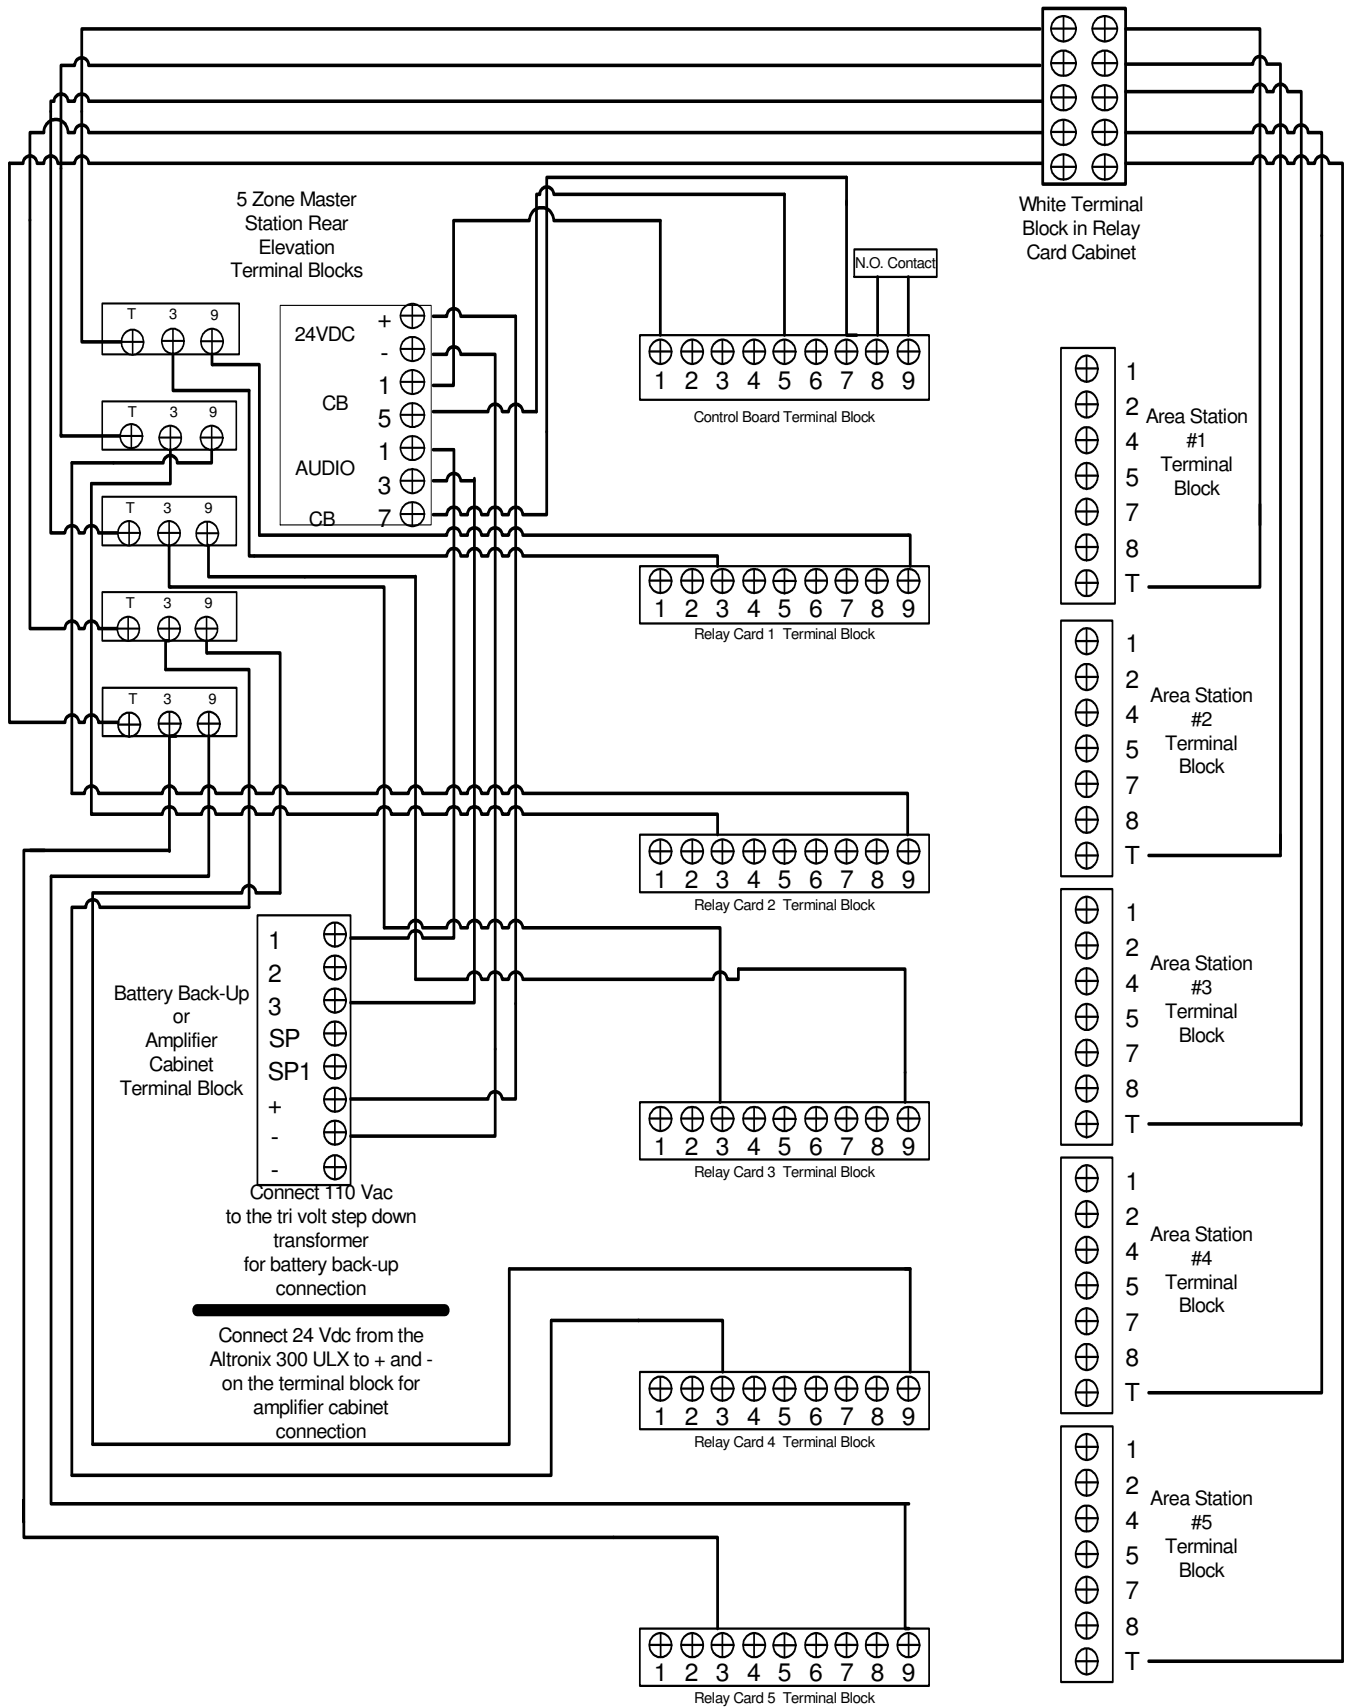 5 Zone Master
Station Rear
Elevation
Terminal Blocks
White Terminal
Block in Relay
Card Cabinet
N.O. Contact
T 3 9
T 3 9
T 3 9
T 3 9
T 3 9
24VDC
+
-
CB
1
5
AUDIO
1
3
CB
7
1 2 3 4 5 6 7 8 9
Control Board Terminal Block
1 2 3 4 5 6 7 8 9
Relay Card 1 Terminal Block
1 2 3 4 5 6 7 8 9
Relay Card 2 Terminal Block
1 2 3 4 5 6 7 8 9
Relay Card 3 Terminal Block
1 2 3 4 5 6 7 8 9
Relay Card 4 Terminal Block
1 2 3 4 5 6 7 8 9
Relay Card 5 Terminal Block
Battery Back-Up
or
Amplifier
Cabinet
Terminal Block
1
2
3
SP
SP1
+
-
-
Connect 110 Vac
to the tri volt step down
transformer
for battery back-up
connection
Connect 24 Vdc from the
Altronix 300 ULX to + and -
on the terminal block for
amplifier cabinet
connection
1
2
4
5
7
8
T
Area Station
#1
Terminal
Block
1
2
4
5
7
8
T
Area Station
#2
Terminal
Block
1
2
4
5
7
8
T
Area Station
#3
Terminal
Block
1
2
4
5
7
8
T
Area Station
#4
Terminal
Block
1
2
4
5
7
8
T
Area Station
#5
Terminal
Block